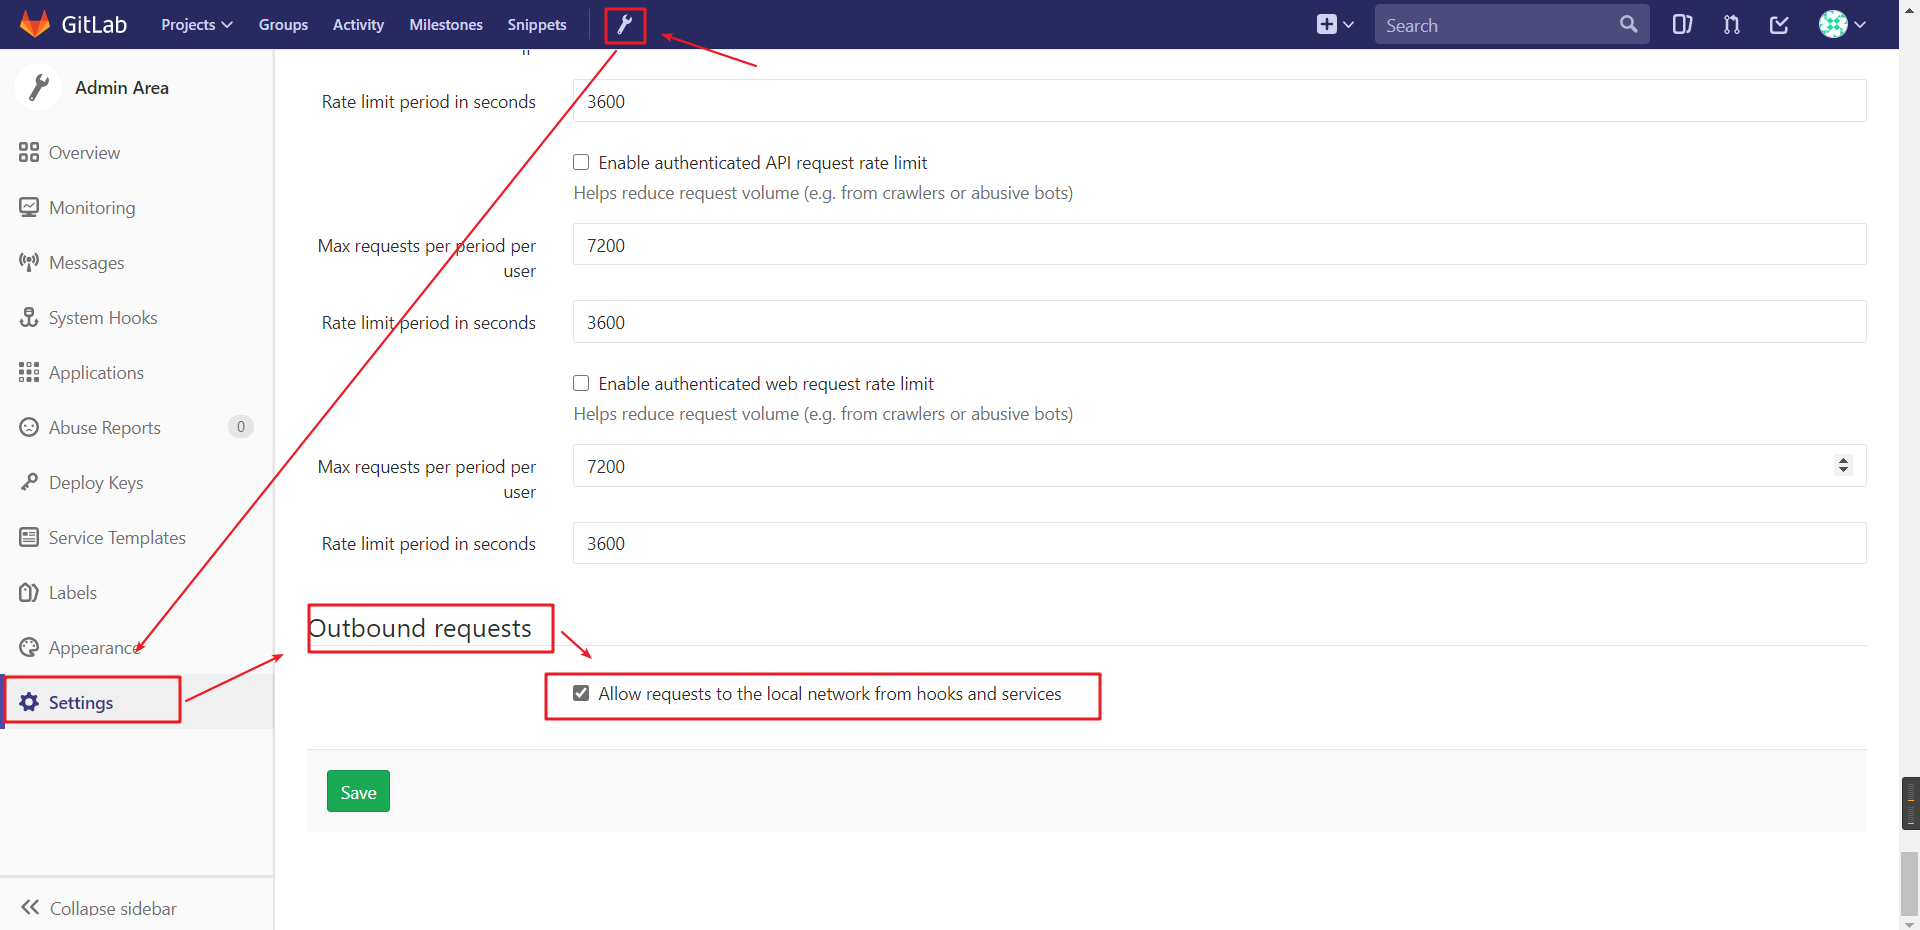 GitLab
Projects
Groups
Activity
Milestones
Snippets
Search
Admin Area
Overview
Monitoring
Messages
System Hooks
Applications
Abuse Reports
0
Deploy Keys
Service Templates
Labels
Appearance
Settings
Collapse sidebar
Rate limit period in seconds
3600
Enable authenticated API request rate limit
Helps reduce request volume (e.g. from crawlers or abusive bots)
Max requests per period per
user
7200
Rate limit period in seconds
3600
Enable authenticated web request rate limit
Helps reduce request volume (e.g. from crawlers or abusive bots)
Max requests per period per
user
7200
Rate limit period in seconds
3600
Outbound requests
Allow requests to the local network from hooks and services
Save